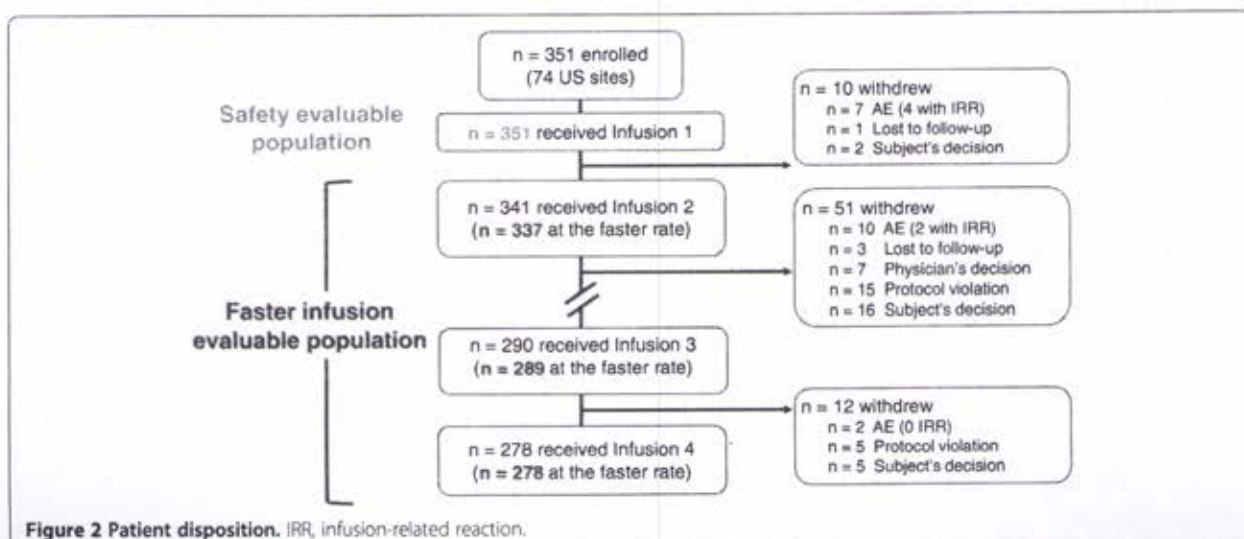 n = 351 enrolled
(74 US sites)
Safety evaluable
population
n = 351 received Infusion 1
n = 10 withdrew
n = 7 AE (4 with IRR)
n = 1 Lost to follow-up
n = 2 Subject's decision
n = 341 received Infusion 2
(n = 337 at the faster rate)
n = 51 withdrew
n = 10 AE (2 with IRR)
n = 3 Lost to follow-up
n = 7 Physician's decision
n = 15 Protocol violation
n = 16 Subject's decision
Faster infusion
evaluable population
n = 290 received Infusion 3
(n = 289 at the faster rate)
n = 12 withdrew
n = 2 AE (0 IRR)
n = 5 Protocol violation
n = 5 Subject's decision
n = 278 received Infusion 4
(n = 278 at the faster rate)
Figure 2 Patient disposition. IRR, infusion-related reaction.